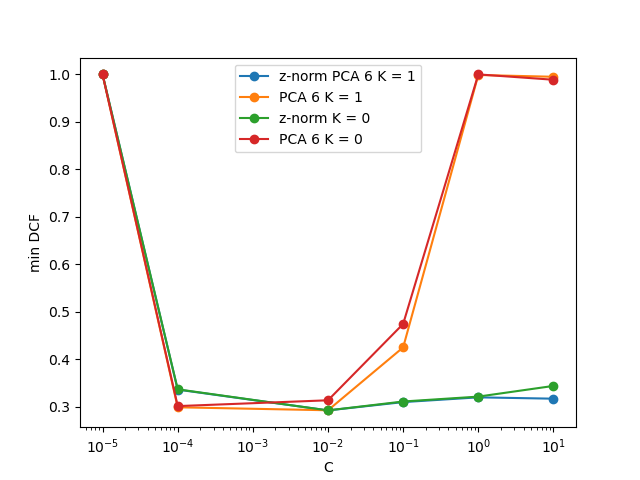 z-norm PCA 6 K = 1
PCA 6 K = 1
z-norm K = 0
PCA 6 K = 0
1.0
0.9
0.8
0.7
0.6
0.5
0.4
0.3
min DCF
10⁻⁵ 10⁻⁴ 10⁻³ 10⁻² 10⁻¹ 10⁰ 10¹
C